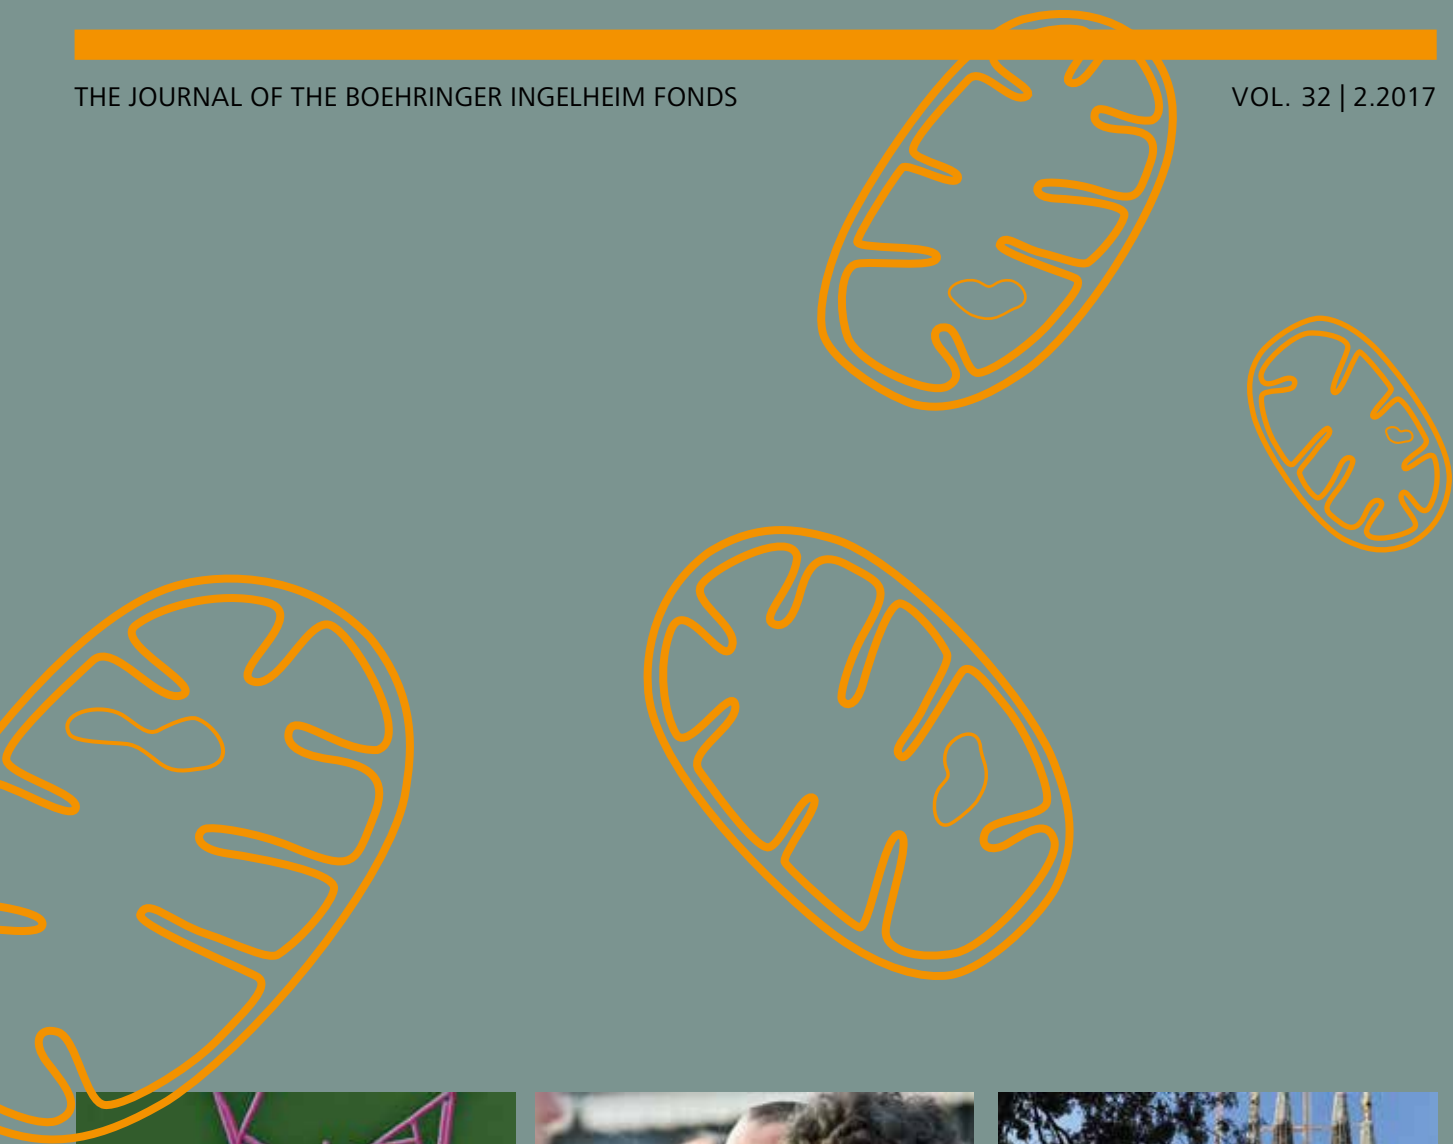 THE JOURNAL OF THE BOEHRINGER INGELHEIM FONDS
VOL. 32 | 2.2017